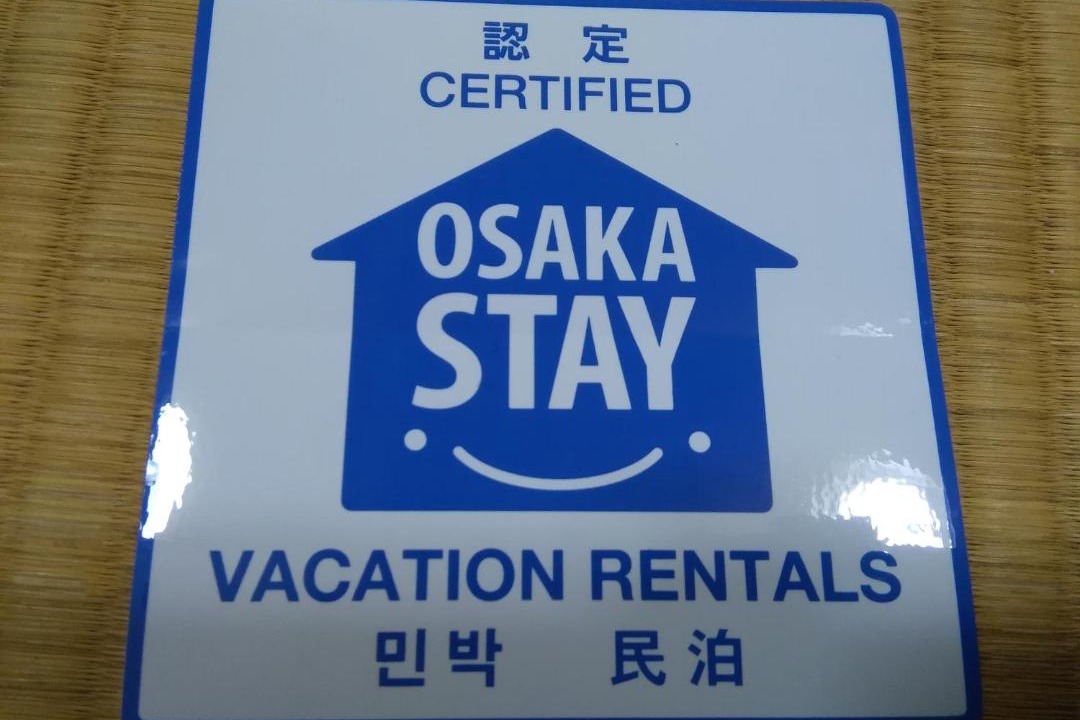 認定
CERTIFIED
OSAKA
STAY
VACATION RENTALS
민박 民泊